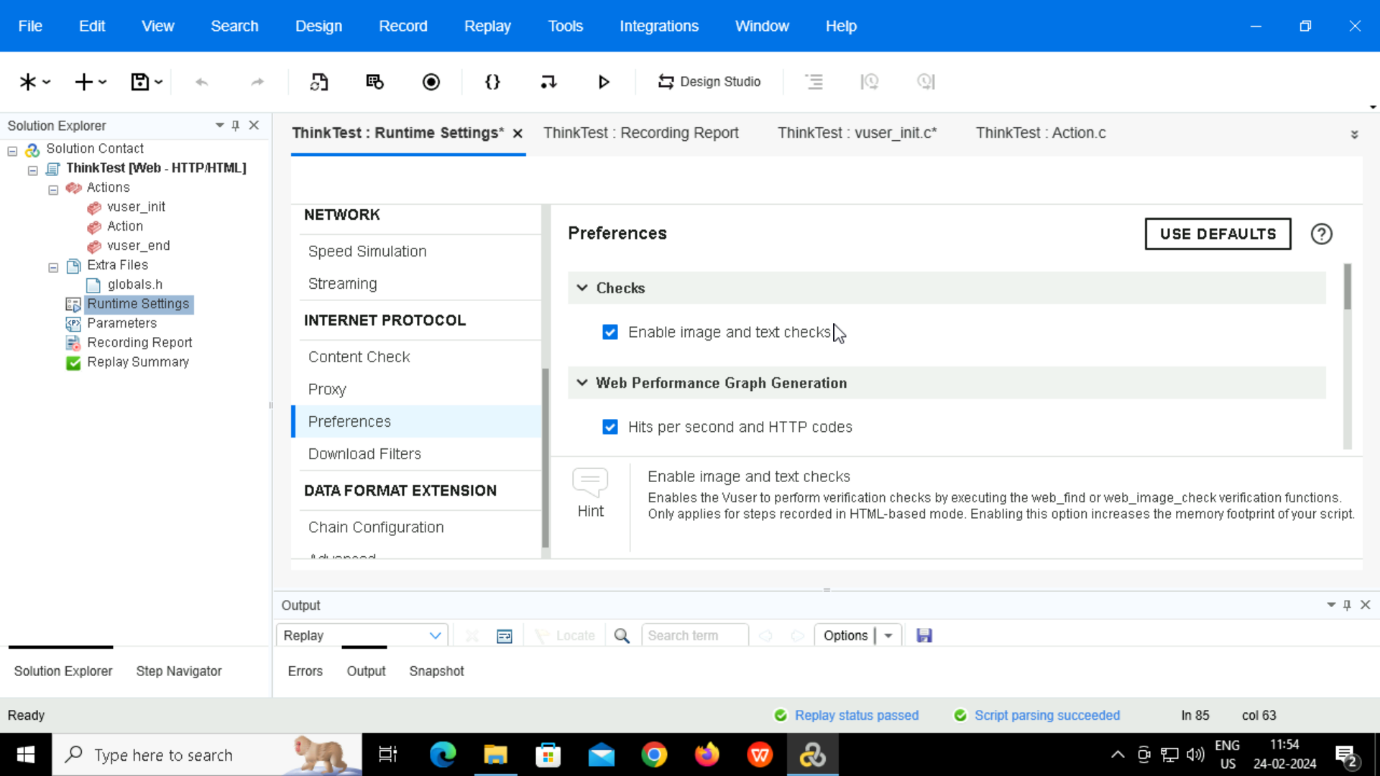 File Edit View Search Design Record Replay Tools Integrations Window Help
Design Studio
Solution Explorer
Solution Contact
ThinkTest [Web - HTTP/HTML]
Actions
vuser_init
Action
vuser_end
Extra Files
globals.h
Runtime Settings
Parameters
Recording Report
Replay Summary
Solution Explorer Step Navigator
ThinkTest : Runtime Settings* ThinkTest : Recording Report ThinkTest : vuser_init.c* ThinkTest : Action.c
NETWORK
Speed Simulation
Streaming
INTERNET PROTOCOL
Content Check
Proxy
Preferences
Download Filters
DATA FORMAT EXTENSION
Chain Configuration
Advanced
Preferences
USE DEFAULTS
Checks
Enable image and text checks
Web Performance Graph Generation
Hits per second and HTTP codes
Hint
Enable image and text checks
Enables the Vuser to perform verification checks by executing the web_find or web_image_check verification functions.
Only applies for steps recorded in HTML-based mode. Enabling this option increases the memory footprint of your script.
Output
Replay Locate Search term Options
Errors Output Snapshot
Ready Replay status passed Script parsing succeeded ln 85 col 63
Type here to search
ENG
US
11:54
24-02-2024
2